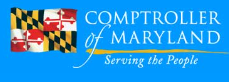 COMPTROLLER
of MARYLAND
Serving the People